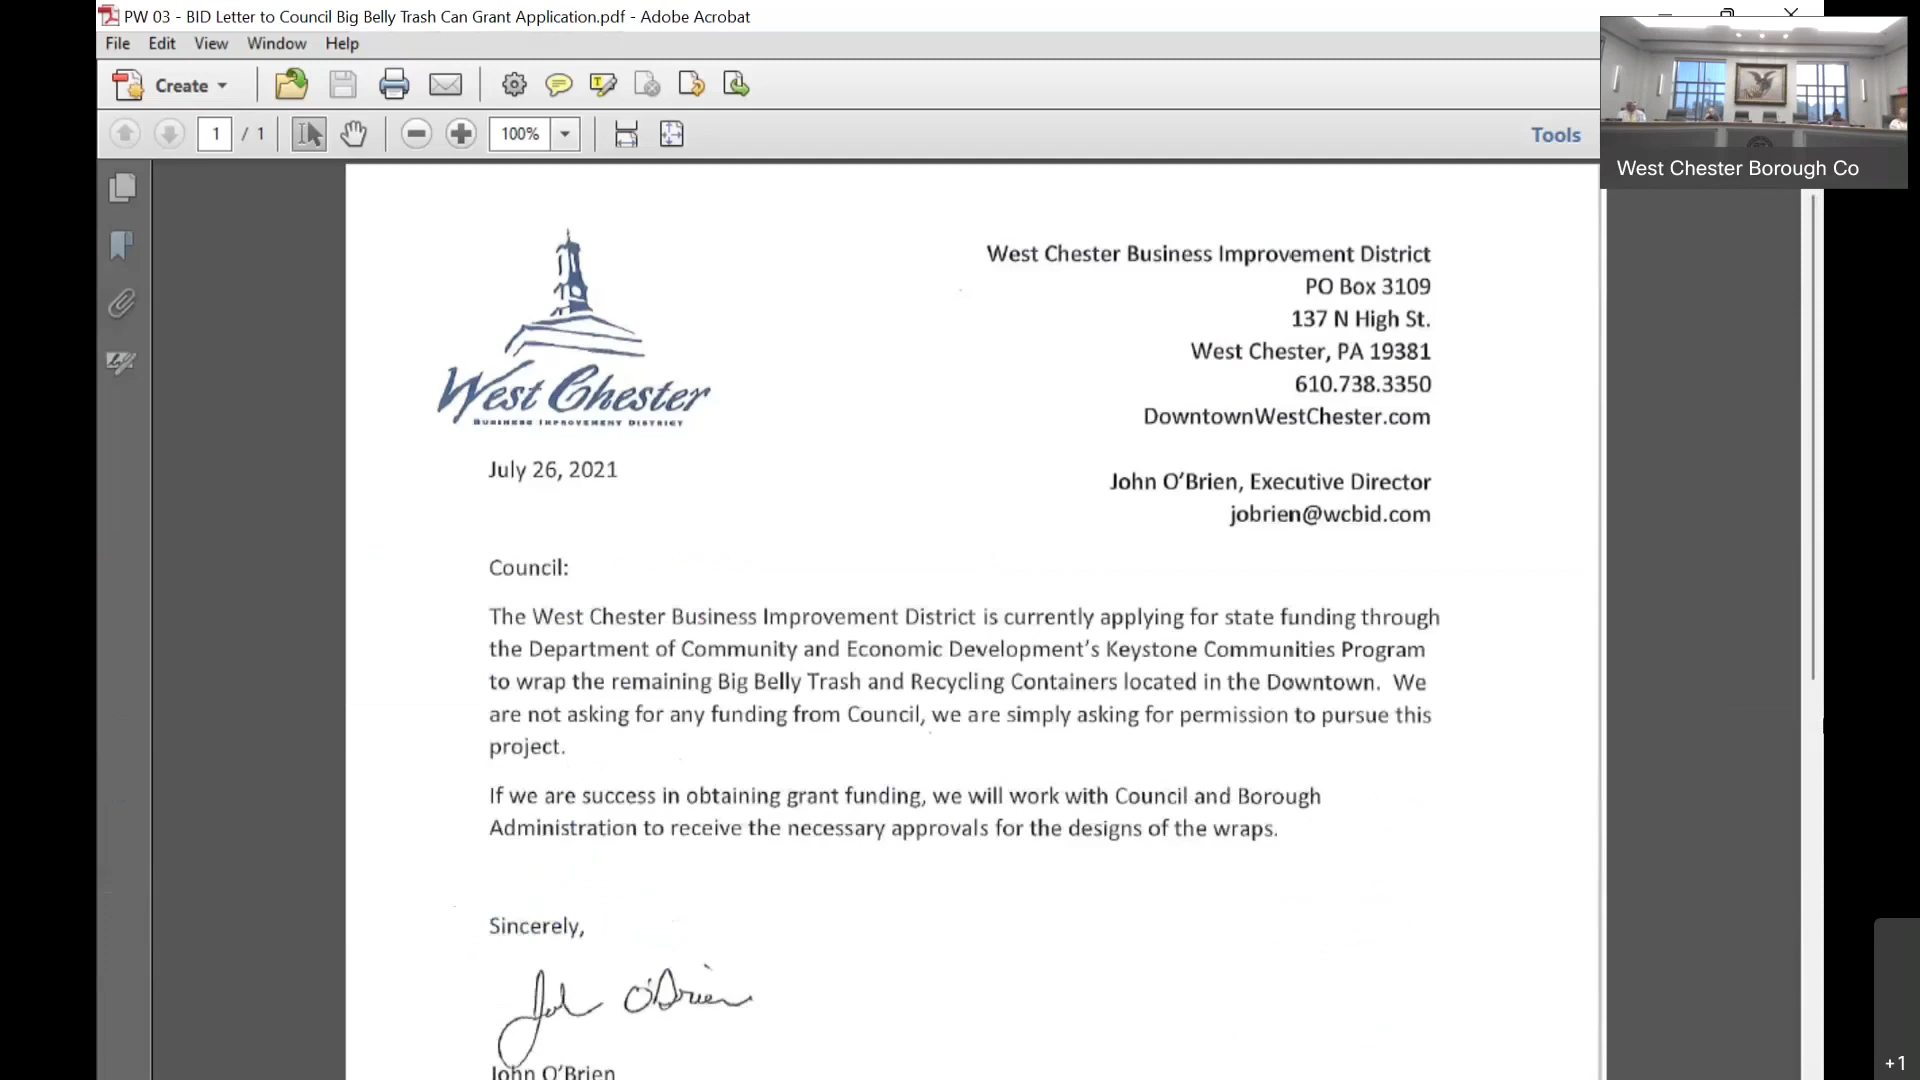 PW 03 - BID Letter to Council Big Belly Trash Can Grant Application.pdf - Adobe Acrobat
File Edit View Window Help
Create
1 / 1 100% Tools
West Chester Borough Co
West Chester
BUSINESS IMPROVEMENT DISTRICT
West Chester Business Improvement District
PO Box 3109
137 N High St.
West Chester, PA 19381
610.738.3350
DowntownWestChester.com
July 26, 2021
John O’Brien, Executive Director
jobrien@wcbid.com
Council:
The West Chester Business Improvement District is currently applying for state funding through
the Department of Community and Economic Development’s Keystone Communities Program
to wrap the remaining Big Belly Trash and Recycling Containers located in the Downtown. We
are not asking for any funding from Council, we are simply asking for permission to pursue this
project.
If we are success in obtaining grant funding, we will work with Council and Borough
Administration to receive the necessary approvals for the designs of the wraps.
Sincerely,
John O'Brien
John O’Brien
+1